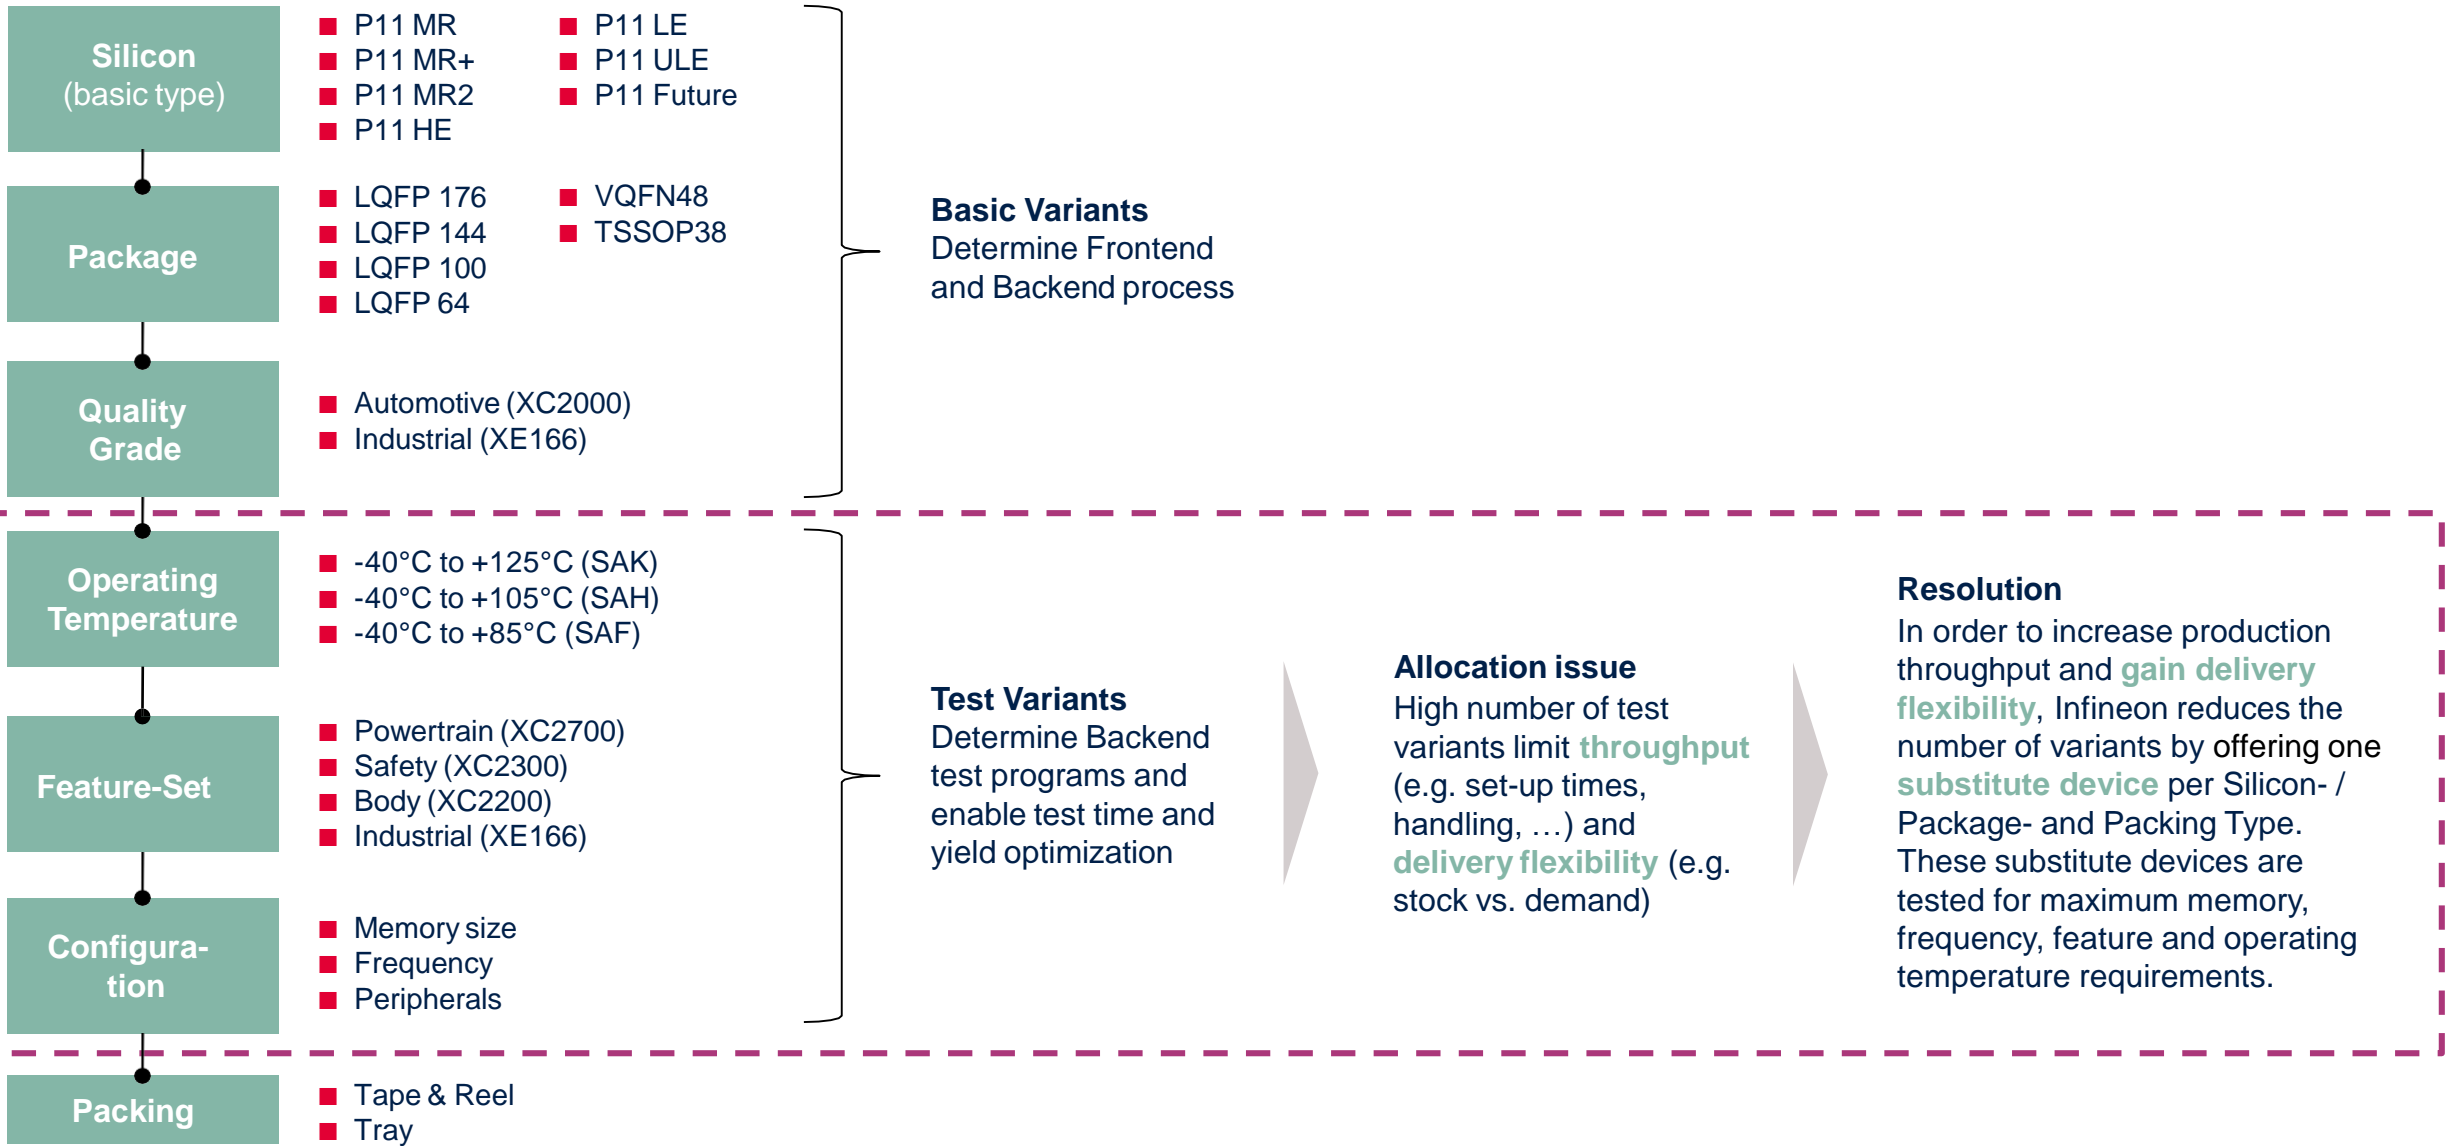 Silicon
(basic type)
P11 MR
P11 MR+
P11 MR2
P11 HE
P11 LE
P11 ULE
P11 Future
Package
LQFP 176
LQFP 144
LQFP 100
LQFP 64
VQFN48
TSSOP38
Quality
Grade
Automotive (XC2000)
Industrial (XE166)
Basic Variants
Determine Frontend
and Backend process
Operating
Temperature
-40°C to +125°C (SAK)
-40°C to +105°C (SAH)
-40°C to +85°C (SAF)
Feature-Set
Powertrain (XC2700)
Safety (XC2300)
Body (XC2200)
Industrial (XE166)
Configura-
tion
Memory size
Frequency
Peripherals
Test Variants
Determine Backend
test programs and
enable test time and
yield optimization
Allocation issue
High number of test
variants limit throughput
(e.g. set-up times,
handling, …) and
delivery flexibility (e.g.
stock vs. demand)
Resolution
In order to increase production
throughput and gain delivery
flexibility, Infineon reduces the
number of variants by offering one
substitute device per Silicon- /
Package- and Packing Type.
These substitute devices are
tested for maximum memory,
frequency, feature and operating
temperature requirements.
Packing
Tape & Reel
Tray